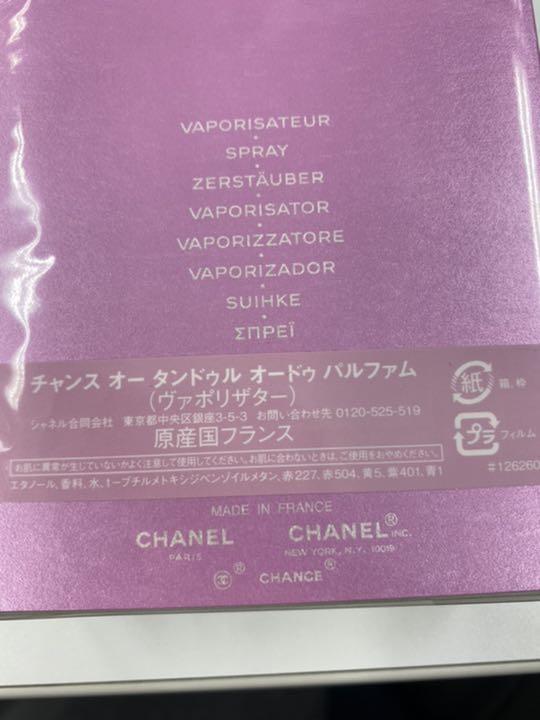 VAPORISATEUR
SPRAY
ZERSTÄUBER
VAPORISATOR
VAPORIZZATORE
VAPORIZADOR
SUIHKE
ΣΠΡΕΪ
チャンス オー タンドゥル オードゥ パルファム
(ヴァポリザター)
シャネル合同会社 東京都中央区銀座3-5-3 お問い合わせ先 0120-525-519
原産国フランス
お肌に異常が生じていないかよく注意して使用してください。お肌に合わないときは、ご使用をおやめください。
エタノール、香料、水、t-ブチルメトキシジベンゾイルメタン、赤227、赤504、黄5、紫401、青1
紙 箱、枠
プラ フィルム
#126260
MADE IN FRANCE
CHANEL CHANEL® INC.
PARIS NEW YORK, N.Y. 10019
® CHANCE®